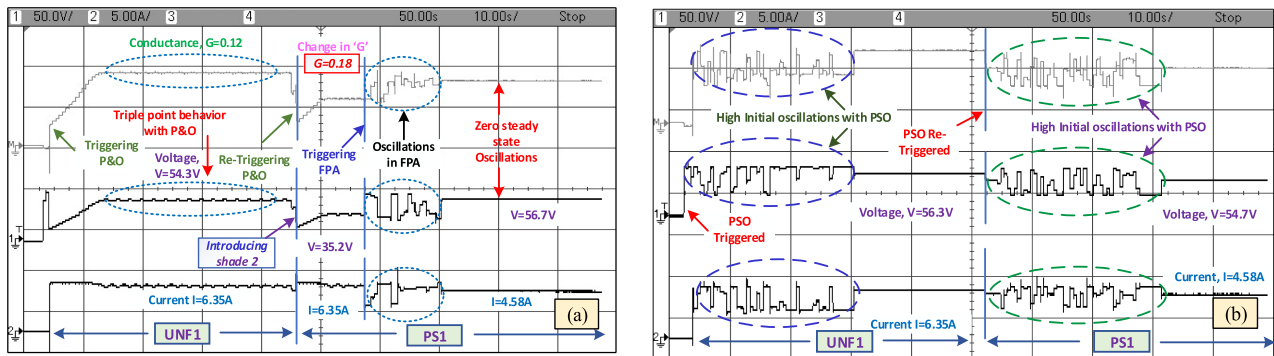 1 50.0V/ 2 5.00A/ 3 4 50.00s 10.00s/ Stop
Conductance, G=0.12
Change in ‘G’
G=0.18
Triple point behavior
with P&O
Triggering
P&O
Voltage,
V=54.3V
Re-Triggering
P&O
Triggering
FPA
Oscillations
in FPA
Zero steady
state
Oscillations
Introducing
shade 2
V=35.2V
V=56.7V
Current I=6.35A
I=6.35A
I=4.58A
(a)
UNF1
PS1
M
T
1
2
1 50.0V/ 2 5.00A/ 3 4 50.00s 10.00s/ Stop
High Initial oscillations with PSO
PSO Re-
Triggered
High Initial oscillations with PSO
PSO
Triggered
Voltage, V=56.3V
Voltage, V=54.7V
Current, I=4.58A
Current I=6.35A
(b)
UNF1
PS1
M
T
1
2